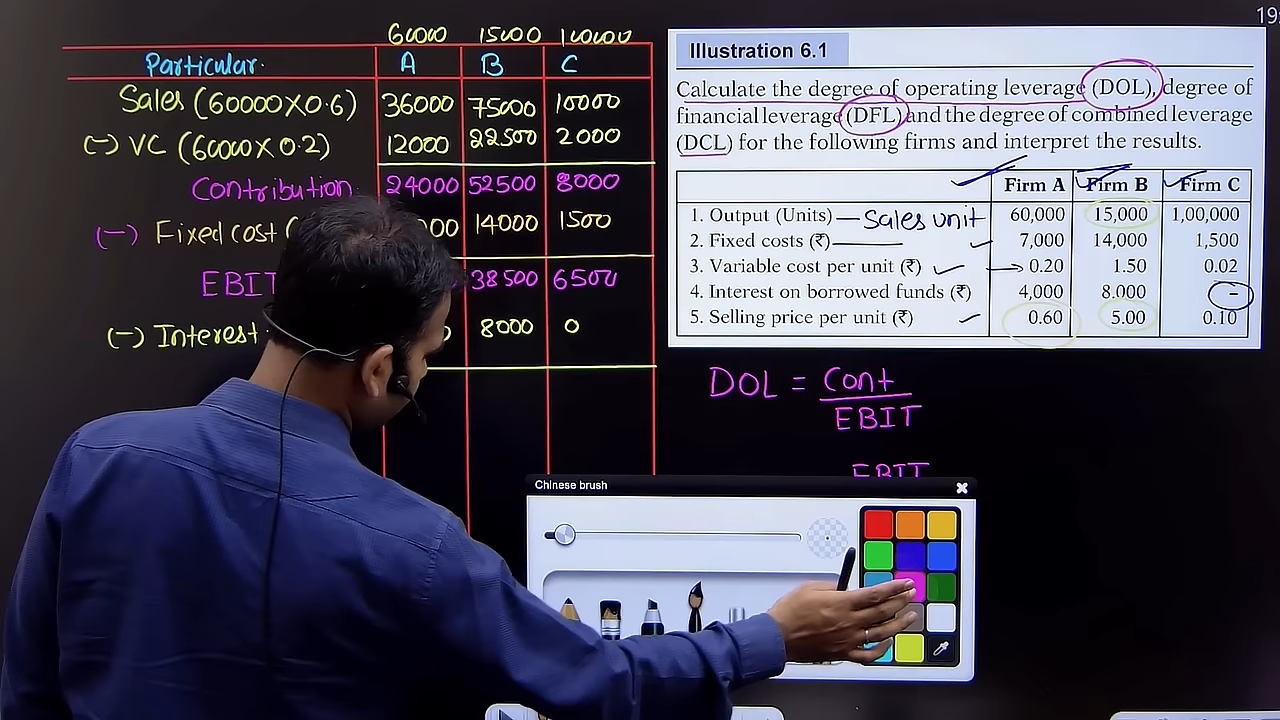 19
60000 15000 100000
Particular A B C
Sales (60000X0.6) 36000 75000 10000
(-) VC (60000X0.2) 12000 22500 2000
Contribution 24000 52500 8000
(-) Fixed cost ( 000 14000 1500
EBIT 38500 6500
(-) Interest 0 8000 0
Illustration 6.1
Calculate the degree of operating leverage (DOL), degree of
financial leverage (DFL) and the degree of combined leverage
(DCL) for the following firms and interpret the results.
Firm A Firm B Firm C
1. Output (Units) — Sales unit 60,000 15,000 1,00,000
2. Fixed costs (₹) 7,000 14,000 1,500
3. Variable cost per unit (₹) 0.20 1.50 0.02
4. Interest on borrowed funds (₹) 4,000 8.000 -
5. Selling price per unit (₹) 0.60 5.00 0.10
DOL = Cont
EBIT
EBIT
Chinese brush